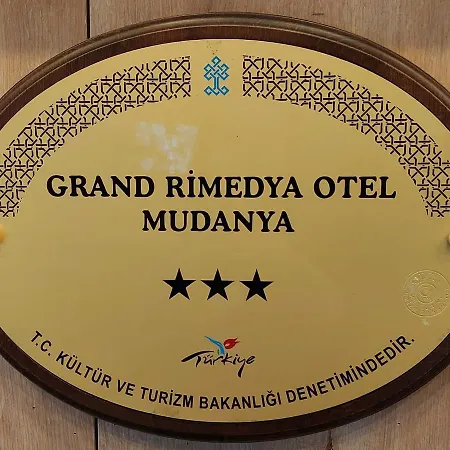 GRAND RİMEDYA OTEL
MUDANYA
★★★
Türkiye
T.C. KÜLTÜR VE TURİZM BAKANLIĞI DENETİMİNDEDİR.